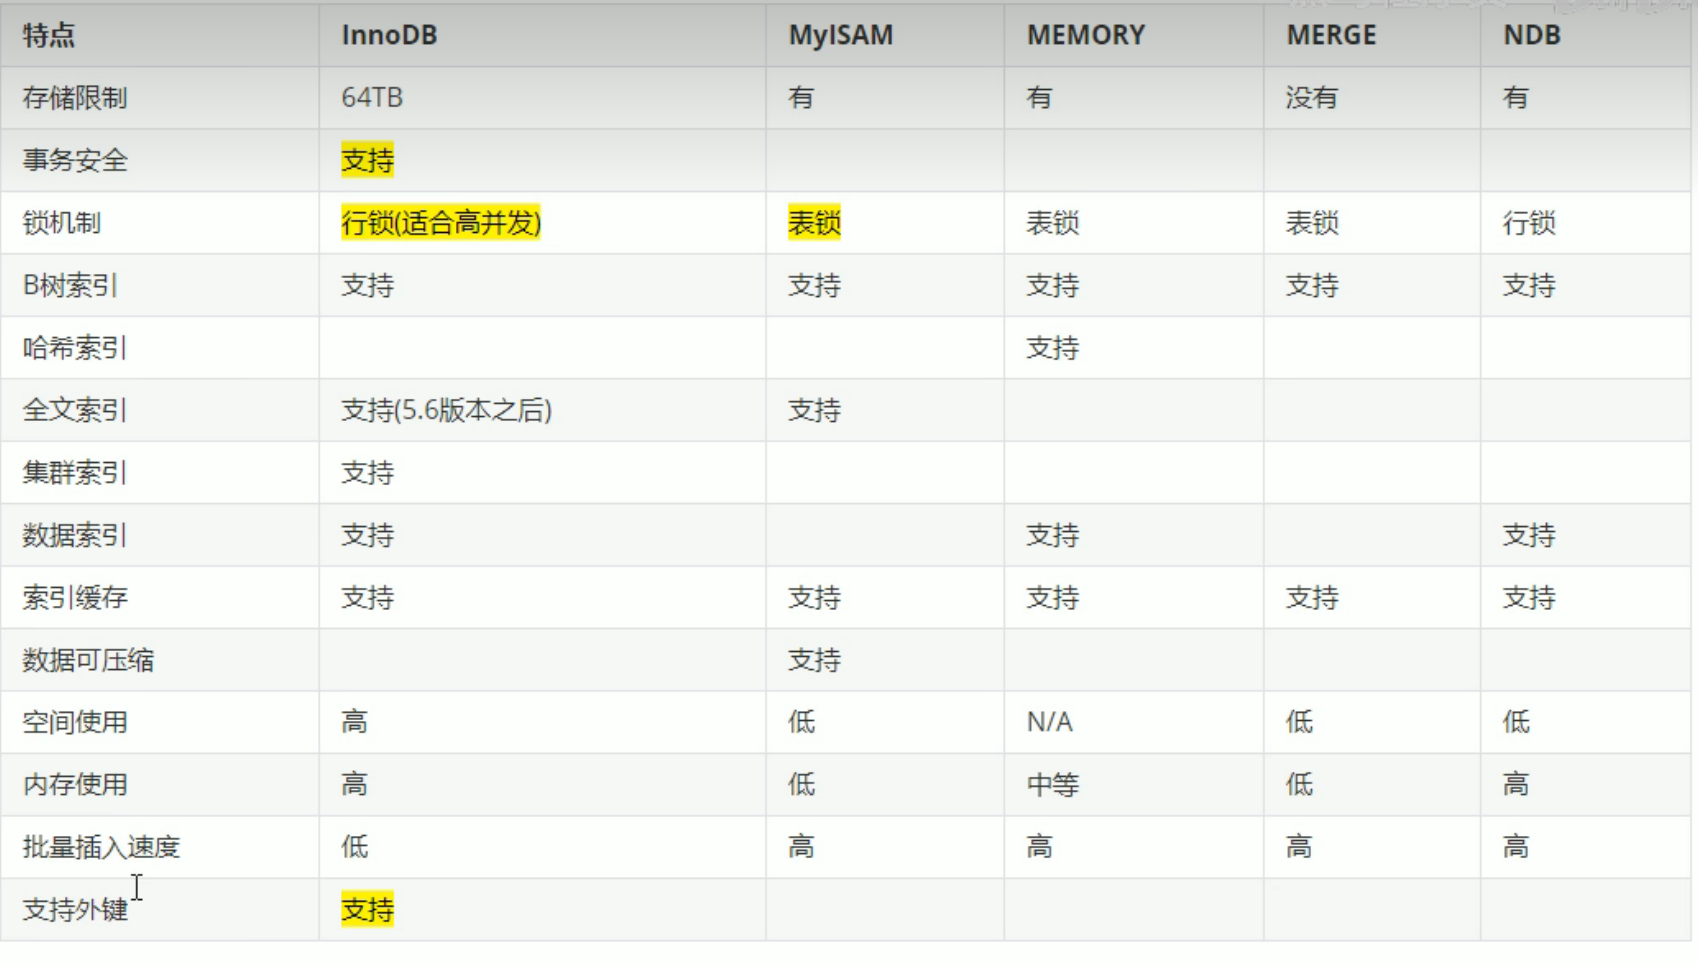 特点 InnoDB MyISAM MEMORY MERGE NDB
存储限制 64TB 有 有 没有 有
事务安全 支持
锁机制 行锁(适合高并发) 表锁 表锁 表锁 行锁
B树索引 支持 支持 支持 支持 支持
哈希索引 支持
全文索引 支持(5.6版本之后) 支持
集群索引 支持
数据索引 支持 支持 支持
索引缓存 支持 支持 支持 支持 支持
数据可压缩 支持
空间使用 高 低 N/A 低 低
内存使用 高 低 中等 低 高
批量插入速度 低 高 高 高 高
支持外键 支持